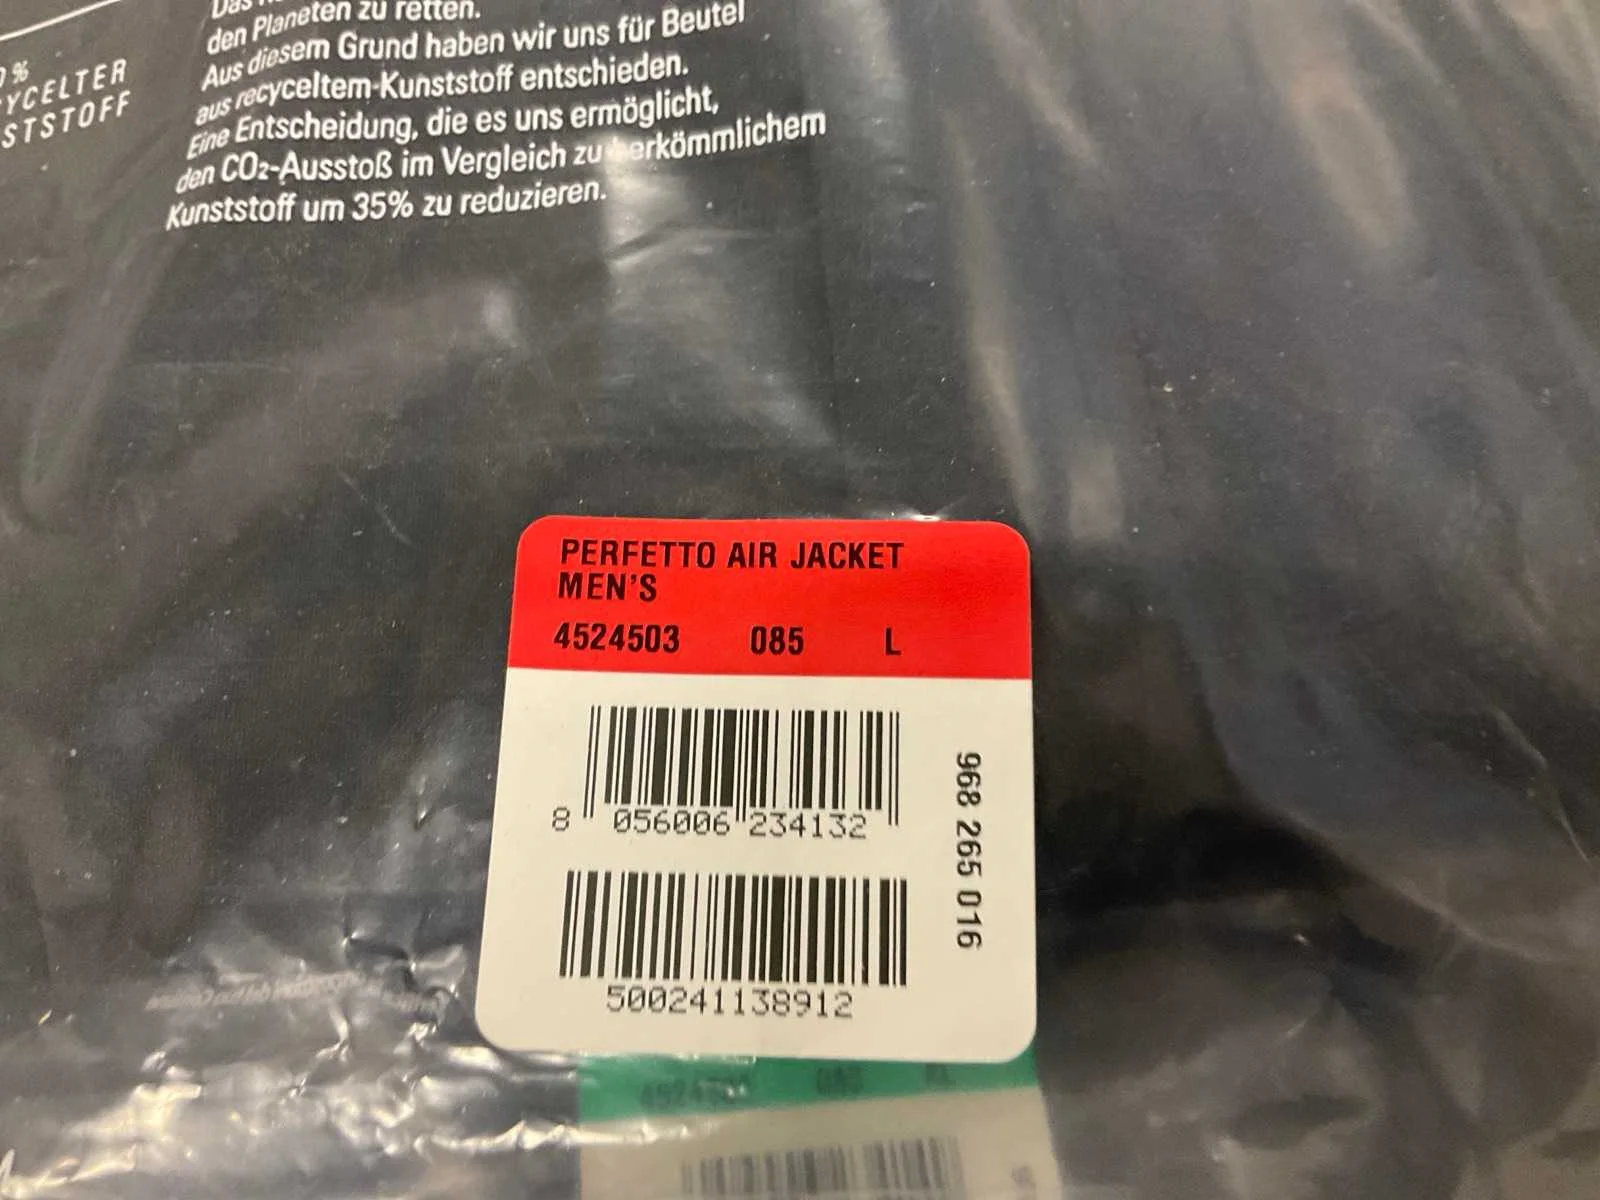 den Planeten zu retten.
Aus diesem Grund haben wir uns für Beutel
aus recyceltem Kunststoff entschieden.
Eine Entscheidung, die es uns ermöglicht,
den CO₂-Ausstoß im Vergleich zu herkömmlichem
Kunststoff um 35% zu reduzieren.
%
YCELTER
STSTOFF
PERFETTO AIR JACKET
MEN'S
4524503 085 L
8 056006 234132
968 265 016
500241138912